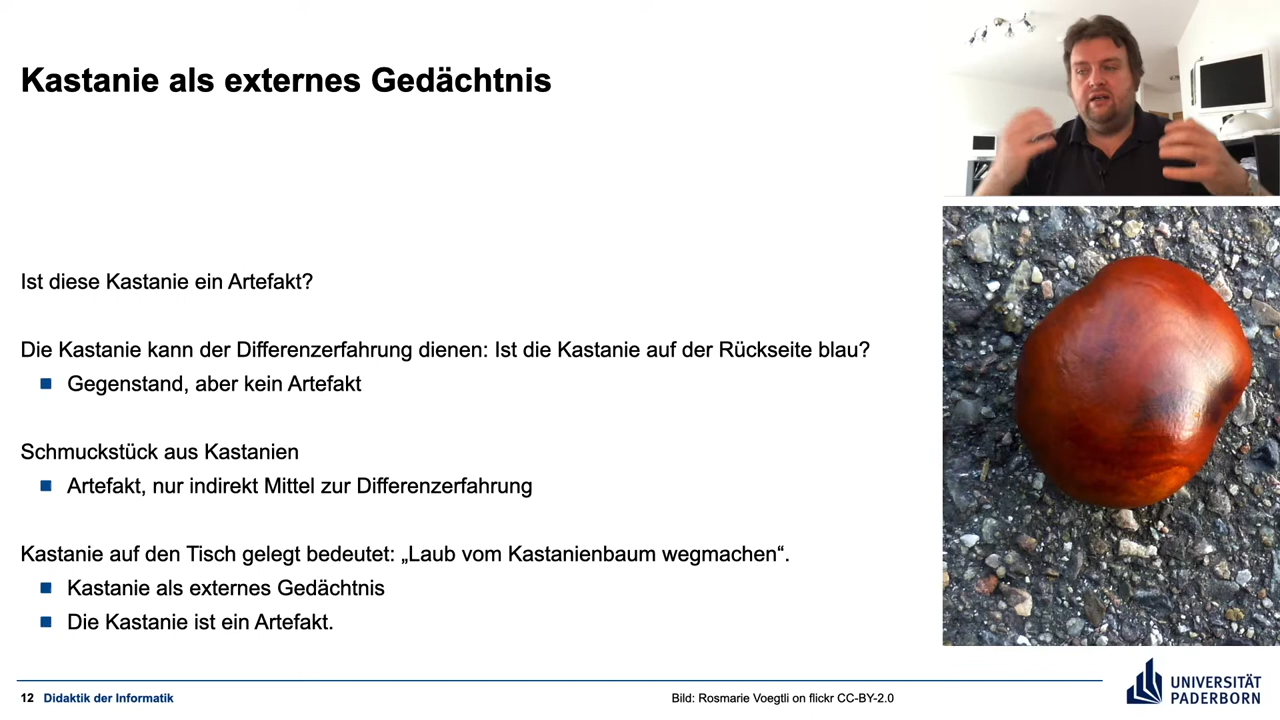 Kastanie als externes Gedächtnis
Ist diese Kastanie ein Artefakt?
Die Kastanie kann der Differenzerfahrung dienen: Ist die Kastanie auf der Rückseite blau?
Gegenstand, aber kein Artefakt
Schmuckstück aus Kastanien
Artefakt, nur indirekt Mittel zur Differenzerfahrung
Kastanie auf den Tisch gelegt bedeutet: „Laub vom Kastanienbaum wegmachen“.
Kastanie als externes Gedächtnis
Die Kastanie ist ein Artefakt.
12 Didaktik der Informatik
Bild: Rosmarie Voegtli on flickr CC-BY-2.0
UNIVERSITÄT
PADERBORN